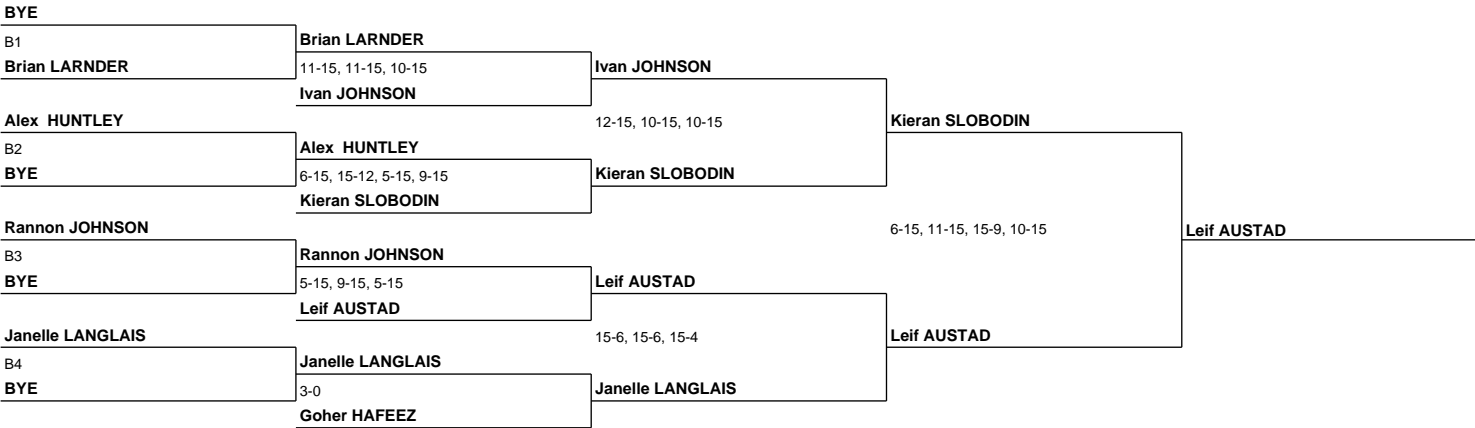 BYE
B1
Brian LARNDER
Brian LARNDER
11-15, 11-15, 10-15
Ivan JOHNSON
Ivan JOHNSON
Alex  HUNTLEY
B2
BYE
Alex  HUNTLEY
6-15, 15-12, 5-15, 9-15
Kieran SLOBODIN
12-15, 10-15, 10-15
Kieran SLOBODIN
Kieran SLOBODIN
Rannon JOHNSON
B3
BYE
Rannon JOHNSON
5-15, 9-15, 5-15
Leif AUSTAD
Leif AUSTAD
6-15, 11-15, 15-9, 10-15
Leif AUSTAD
Janelle LANGLAIS
B4
BYE
Janelle LANGLAIS
3-0
Goher HAFEEZ
15-6, 15-6, 15-4
Janelle LANGLAIS
Leif AUSTAD